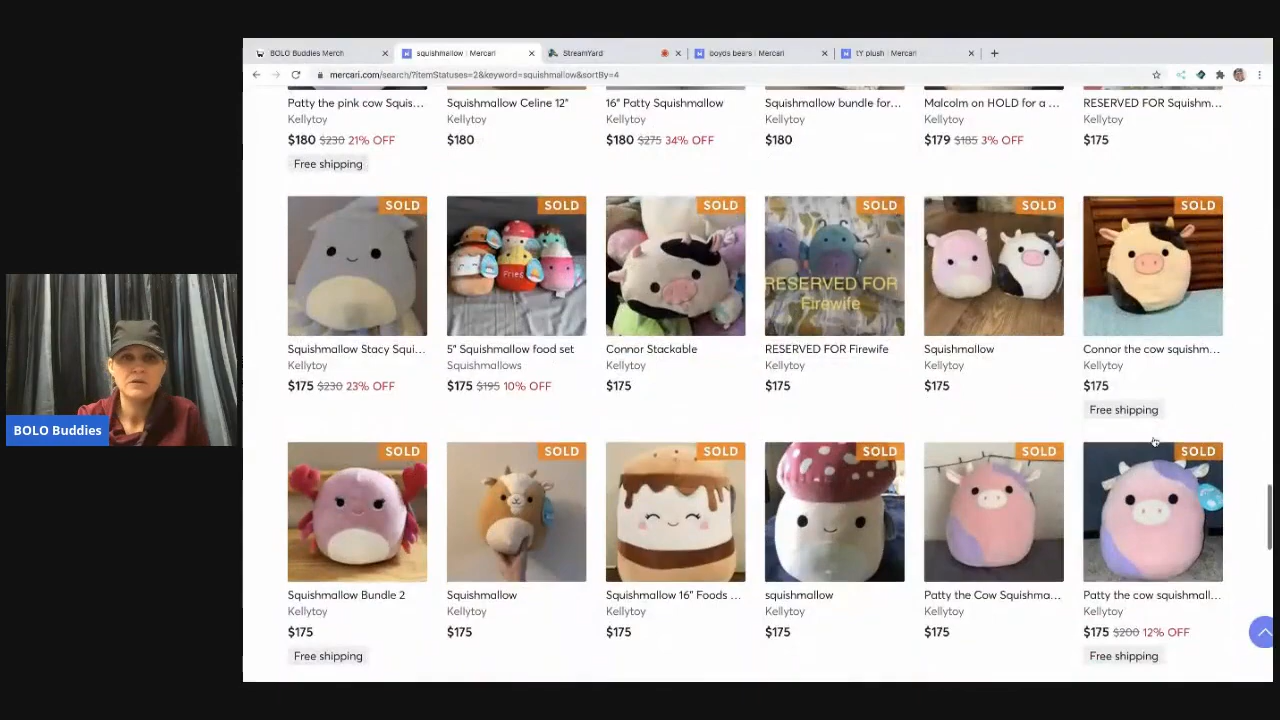 BOLO Buddies Merch
squishmallow | Mercari
StreamYard
boyds bears | Mercari
tY plush | Mercari
mercari.com/search/?itemStatuses=2&keyword=squishmallow&sortBy=4
Patty the pink cow Squis...
Kellytoy
$180 $230 21% OFF
Free shipping
Squishmallow Celine 12"
Kellytoy
$180
16" Patty Squishmallow
Kellytoy
$180 $275 34% OFF
Squishmallow bundle for...
Kellytoy
$180
Malcolm on HOLD for a ...
Kellytoy
$179 $185 3% OFF
RESERVED FOR Squishm...
Kellytoy
$175
SOLD
Squishmallow Stacy Squi...
Kellytoy
$175 $230 23% OFF
SOLD
Fries
5" Squishmallow food set
Squishmallows
$175 $195 10% OFF
SOLD
Connor Stackable
Kellytoy
$175
SOLD
RESERVED FOR
Firewife
RESERVED FOR Firewife
Kellytoy
$175
SOLD
Squishmallow
Kellytoy
$175
SOLD
Connor the cow squishm...
Kellytoy
$175
Free shipping
BOLO Buddies
SOLD
Squishmallow Bundle 2
Kellytoy
$175
Free shipping
SOLD
Squishmallow
Kellytoy
$175
SOLD
Squishmallow 16" Foods ...
Kellytoy
$175
SOLD
squishmallow
Kellytoy
$175
SOLD
Patty the Cow Squishma...
Kellytoy
$175
SOLD
Patty the cow squishmall...
Kellytoy
$175 $200 12% OFF
Free shipping